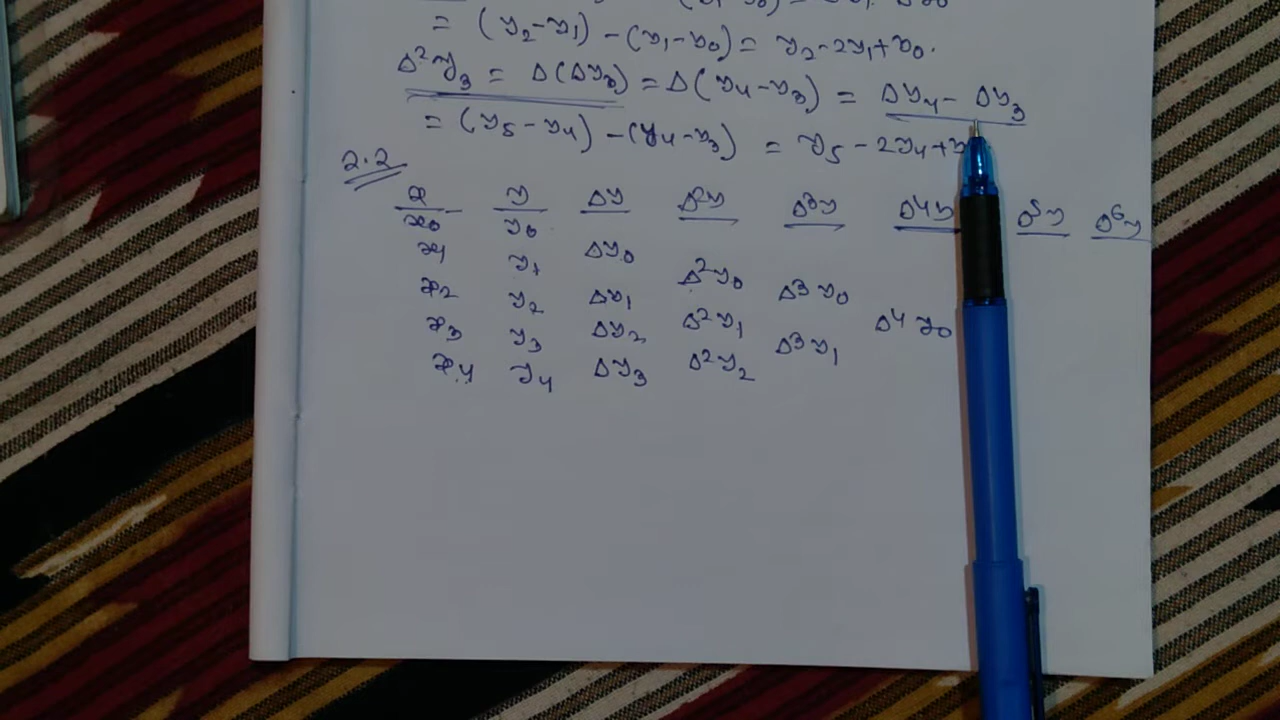 = (y₂-y₁) - (y₁-y₀) = y₂-2y₁+y₀.
Δ²y₃ = Δ(Δy₃) = Δ(y₄-y₃) = Δy₄ - Δy₃
= (y₅-y₄) - (y₄-y₃) = y₅ - 2y₄+y
2.2
x y Δy Δ²y Δ³y Δ⁴y Δ⁵y Δ⁶y
x₀ y₀
x₁ y₁ Δy₀
x₂ y₂ Δy₁ Δ²y₀ Δ³y₀
x₃ y₃ Δy₂ Δ²y₁ Δ³y₁ Δ⁴y₀
x₄ y₄ Δy₃ Δ²y₂